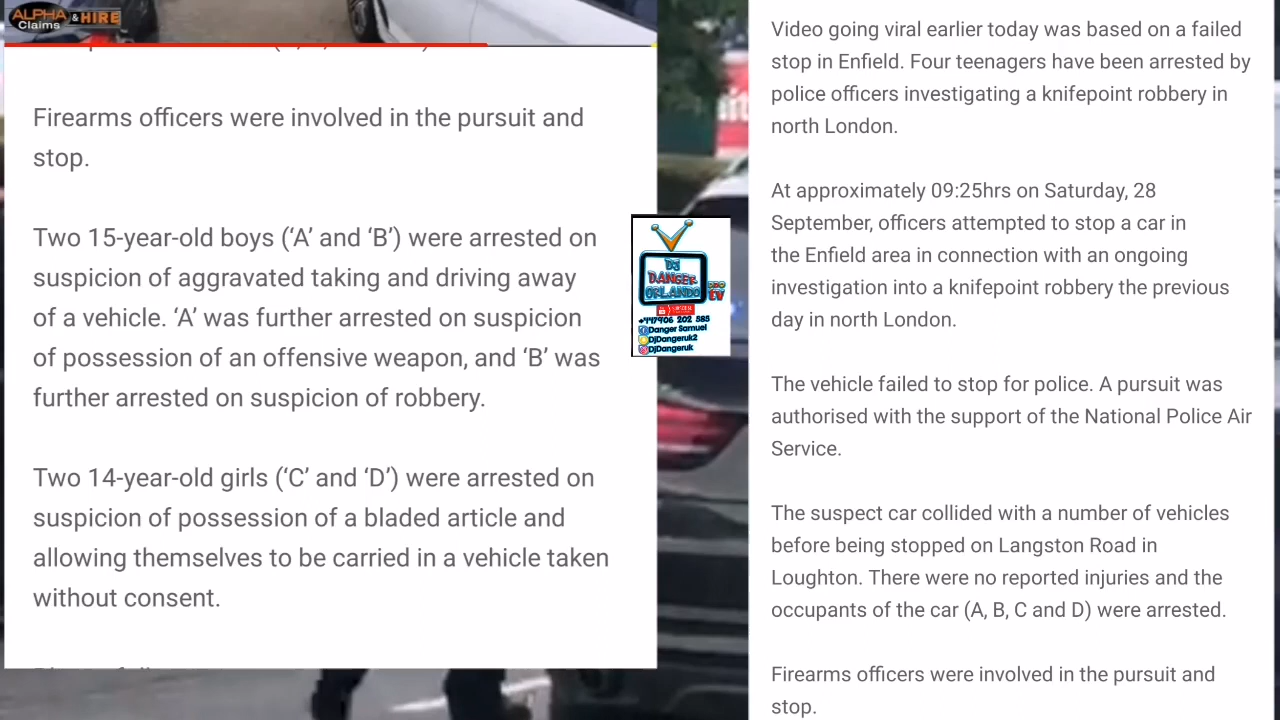 ALPHA
Claims & HIRE
Firearms officers were involved in the pursuit and
stop.
Two 15-year-old boys (‘A’ and ‘B’) were arrested on
suspicion of aggravated taking and driving away
of a vehicle. ‘A’ was further arrested on suspicion
of possession of an offensive weapon, and ‘B’ was
further arrested on suspicion of robbery.
Two 14-year-old girls (‘C’ and ‘D’) were arrested on
suspicion of possession of a bladed article and
allowing themselves to be carried in a vehicle taken
without consent.
DJ
DANGER
ORLANDO
TV
+447906 202 585
Danger Samuel
DjDangeruk2
DjDangeruk
Video going viral earlier today was based on a failed
stop in Enfield. Four teenagers have been arrested by
police officers investigating a knifepoint robbery in
north London.
At approximately 09:25hrs on Saturday, 28
September, officers attempted to stop a car in
the Enfield area in connection with an ongoing
investigation into a knifepoint robbery the previous
day in north London.
The vehicle failed to stop for police. A pursuit was
authorised with the support of the National Police Air
Service.
The suspect car collided with a number of vehicles
before being stopped on Langston Road in
Loughton. There were no reported injuries and the
occupants of the car (A, B, C and D) were arrested.
Firearms officers were involved in the pursuit and
stop.